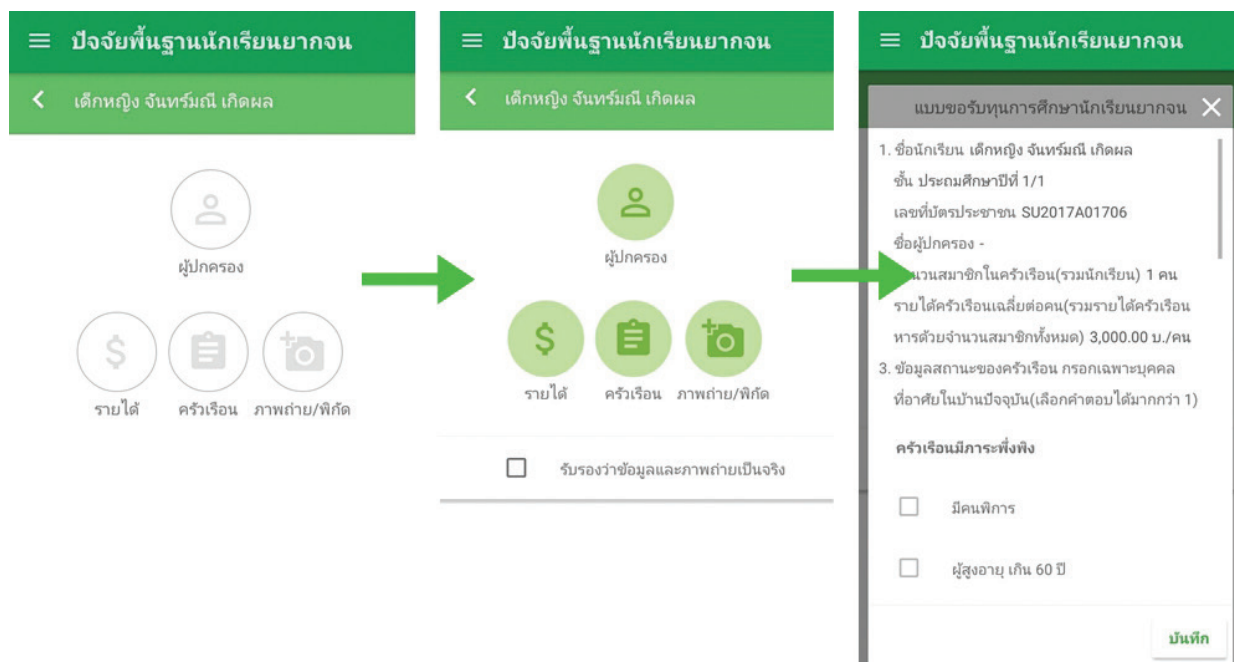 ปัจจัยพื้นฐานนักเรียนยากจน
เด็กหญิง จันทร์มณี เกิดผล
ผู้ปกครอง
รายได้
ครัวเรือน
ภาพถ่าย/พิกัด
ปัจจัยพื้นฐานนักเรียนยากจน
เด็กหญิง จันทร์มณี เกิดผล
ผู้ปกครอง
รายได้
ครัวเรือน
ภาพถ่าย/พิกัด
รับรองว่าข้อมูลและภาพถ่ายเป็นจริง
ปัจจัยพื้นฐานนักเรียนยากจน
แบบขอรับทุนการศึกษานักเรียนยากจน
1. ชื่อนักเรียน เด็กหญิง จันทร์มณี เกิดผล
ชั้น ประถมศึกษาปีที่ 1/1
เลขที่บัตรประชาชน SU2017A01706
ชื่อผู้ปกครอง -
นวนสมาชิกในครัวเรือน(รวมนักเรียน) 1 คน
รายได้ครัวเรือนเฉลี่ยต่อคน(รวมรายได้ครัวเรือน
หารด้วยจำนวนสมาชิกทั้งหมด) 3,000.00 บ./คน
3. ข้อมูลสถานะของครัวเรือน กรอกเฉพาะบุคคล
ที่อาศัยในบ้านปัจจุบัน(เลือกคำตอบได้มากกว่า 1)
ครัวเรือนมีภาระพึ่งพิง
มีคนพิการ
ผู้สูงอายุ เกิน 60 ปี
บันทึก